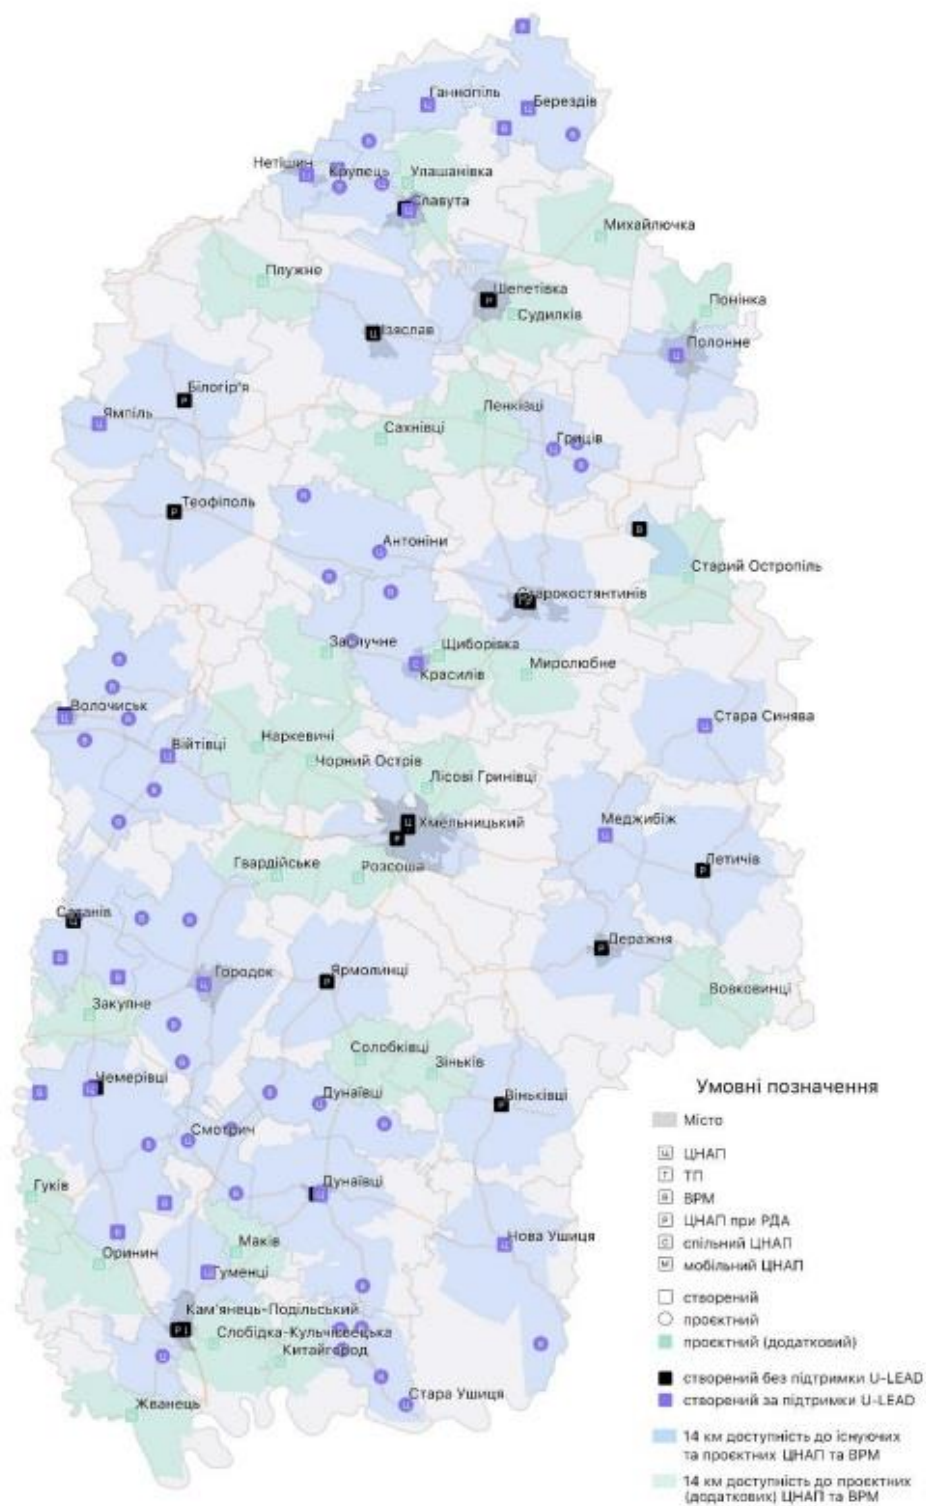 Ганнопіль
Берездів
Нетішин
Крупець
Улашанівка
Славута
Михайлючка
Плужне
Шепетівка
Понінка
Судилків
Ізяслав
Полонне
Білогір'я
Ямпіль
Ленківці
Сахнівці
Гриців
Теофіполь
Антоніни
Старий Остропіль
Старокостянтинів
Заслучне
Щиборівка
Миролюбне
Красилів
Волочиськ
Стара Синява
Війтівці
Наркевичі
Чорний Острів
Лісові Гринівці
Хмельницький
Меджибіж
Гвардійське
Розсоша
Летичів
Сатанів
Деражня
Городок
Ярмолинці
Вовковинці
Закупне
Солобківці
Зіньків
Чемерівці
Дунаївці
Віньківці
Смотрич
Гуків
Дунаївці
Маків
Нова Ушиця
Оринин
Гуменці
Кам'янець-Подільський
Слобідка-Кульчієвецька
Китайгород
Стара Ушиця
Жванець
Умовні позначення
Місто
Ц ЦНАП
Т ТП
В ВРМ
Р ЦНАП при РДА
С спільний ЦНАП
М мобільний ЦНАП
створений
проєктний
проєктний (додатковий)
створений без підтримки U-LEAD
створений за підтримки U-LEAD
14 км доступність до існуючих
та проєктних ЦНАП та ВРМ
14 км доступність до проєктних
(додаткових) ЦНАП та ВРМ